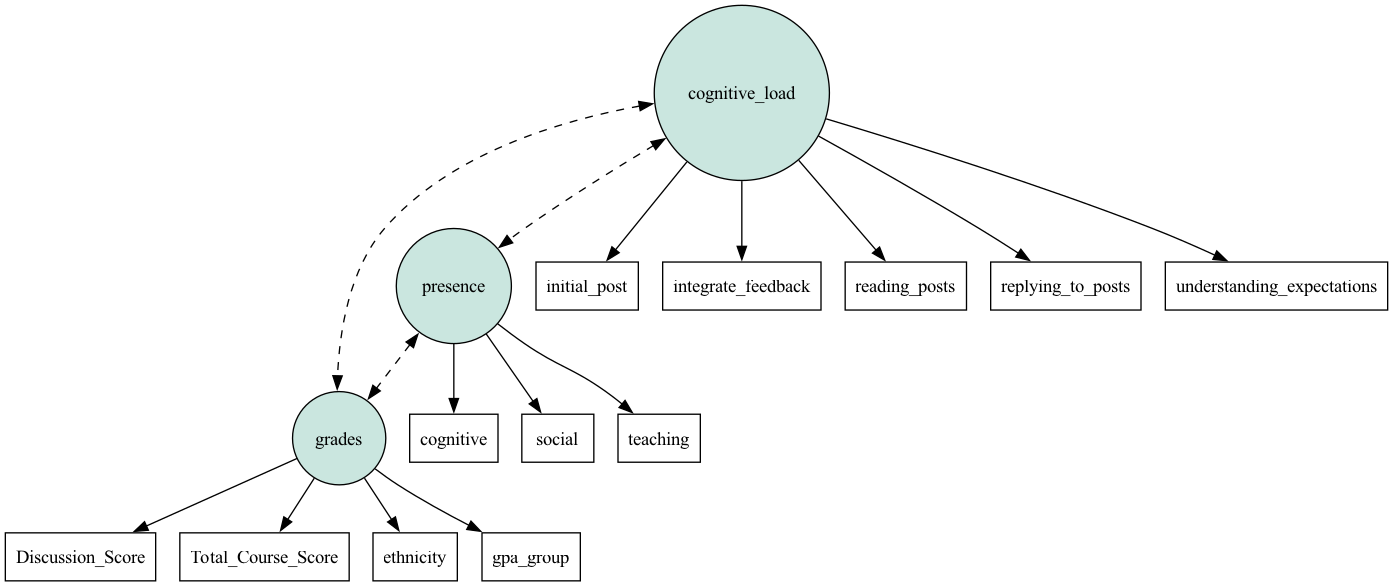 cognitive_load
presence
initial_post
integrate_feedback
reading_posts
replying_to_posts
understanding_expectations
grades
cognitive
social
teaching
Discussion_Score
Total_Course_Score
ethnicity
gpa_group